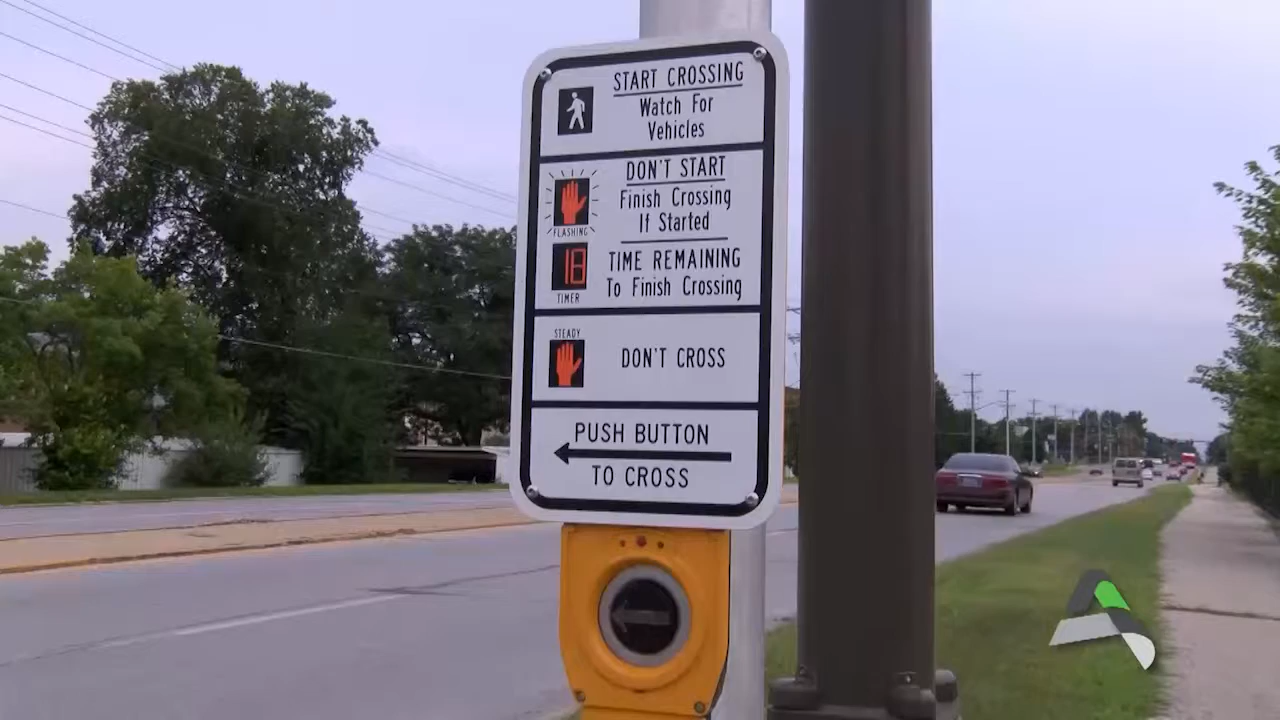 START CROSSING
Watch For
Vehicles
DON'T START
Finish Crossing
If Started
FLASHING
18
TIME REMAINING
To Finish Crossing
TIMER
STEADY
DON'T CROSS
PUSH BUTTON
TO CROSS